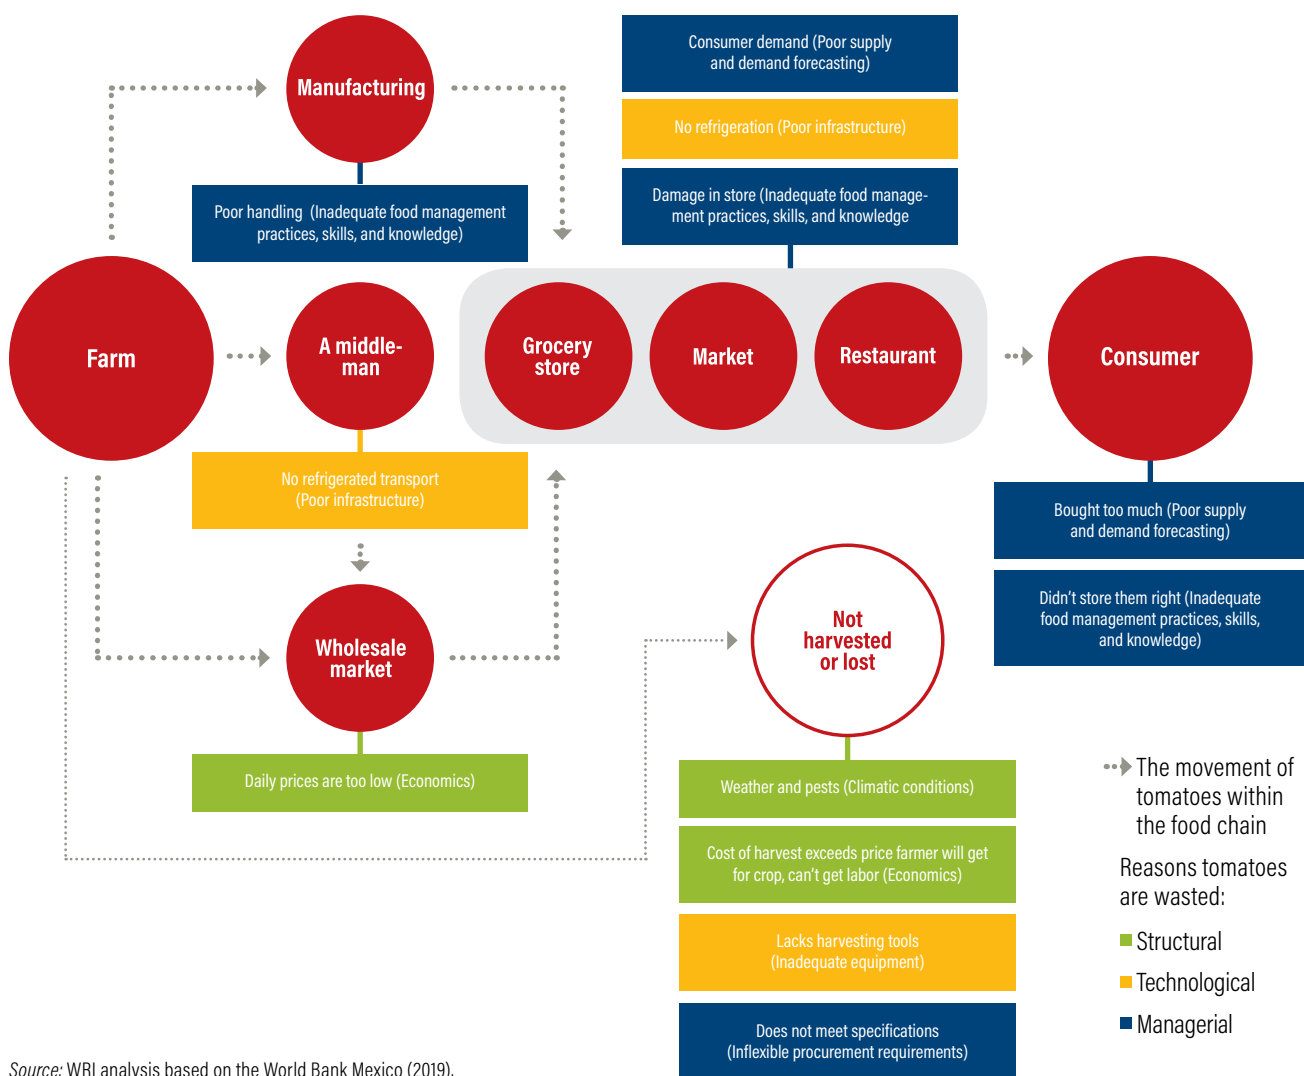 Manufacturing
Poor handling  (Inadequate food management
practices, skills, and knowledge)
Consumer demand (Poor supply
and demand forecasting)
No refrigeration (Poor infrastructure)
Damage in store (Inadequate food manage-
ment practices, skills, and knowledge
Farm
A middle-
man
Grocery
store
Market
Restaurant
Consumer
No refrigerated transport
(Poor infrastructure)
Bought too much (Poor supply
and demand forecasting)
Didn’t store them right (Inadequate
food management practices, skills,
and knowledge)
Wholesale
market
Not
harvested
or lost
Daily prices are too low (Economics)
Weather and pests (Climatic conditions)
Cost of harvest exceeds price farmer will get
for crop, can’t get labor (Economics)
Lacks harvesting tools
(Inadequate equipment)
Does not meet specifications
(Inflexible procurement requirements)
The movement of
tomatoes within
the food chain
Reasons tomatoes
are wasted:
Structural
Technological
Managerial
Source: WRI analysis based on the World Bank Mexico (2019).